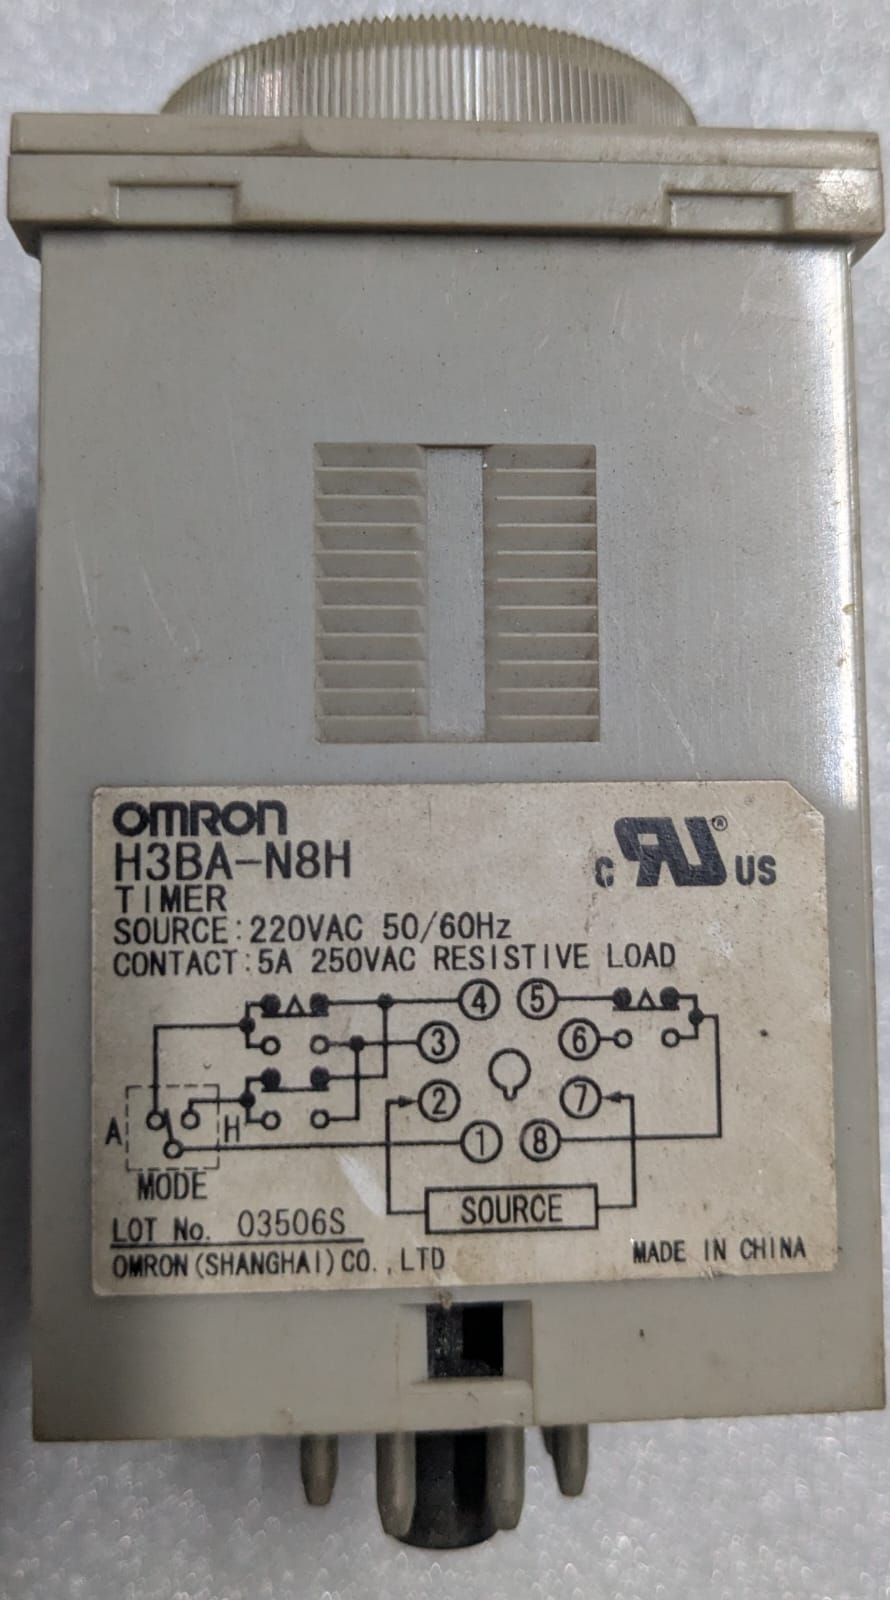 OMRON
H3BA-N8H
TIMER
c RU ® US
SOURCE:220VAC 50/60Hz
CONTACT:5A 250VAC RESISTIVE LOAD
4 5
3 6
2 7
A H
1 8
MODE
SOURCE
LOT No. 03506S
OMRON(SHANGHAI)CO.,LTD
MADE IN CHINA